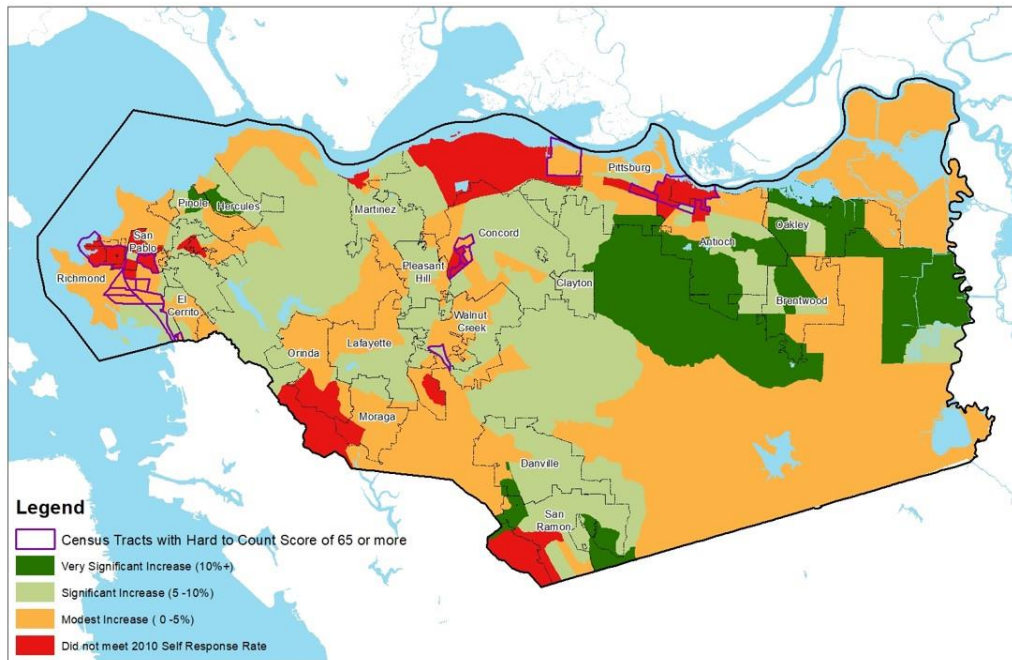 Pittsburg
Pinole
Hercules
Martinez
Oakley
San
Pablo
Concord
Antioch
Richmond
Pleasant
Hill
Clayton
El
Cerrito
Brentwood
Walnut
Creek
Lafayette
Orinda
Moraga
Danville
San
Ramon
Legend
Census Tracts with Hard to Count Score of 65 or more
Very Significant Increase (10%+)
Significant Increase (5 -10%)
Modest Increase ( 0 -5%)
Did not meet 2010 Self Response Rate